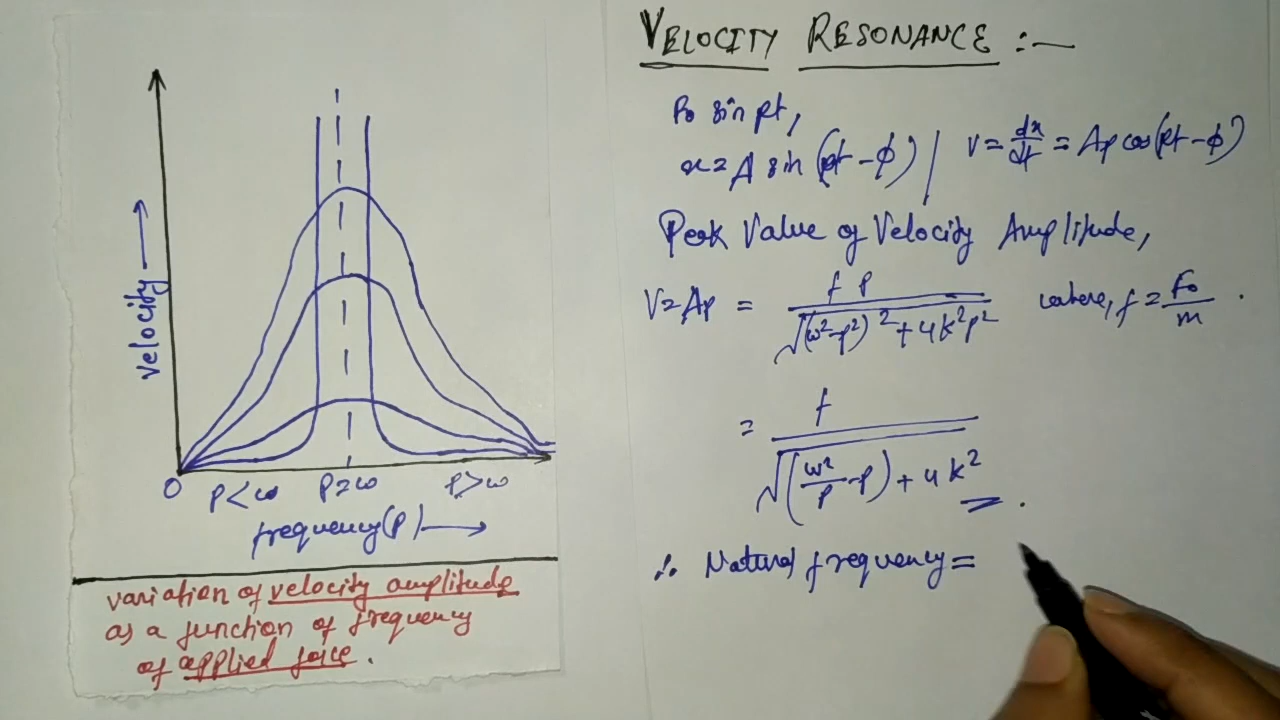 VELOCITY RESONANCE :—
F₀ sin pt,
x = A sin (pt - ϕ) | v = dx/dt = Ap cos (pt - ϕ)
Peak Value of Velocity Amplitude,
V = Ap = f p / √(ω² - p²)² + 4k²p² where, f = F₀/m .
= f / √(ω²/p - p) + 4k² .
∴ Natural frequency =
velocity →
0 P<ω P=ω P>ω
frequency(P) →
variation of velocity amplitude
as a function of frequency
of applied force.